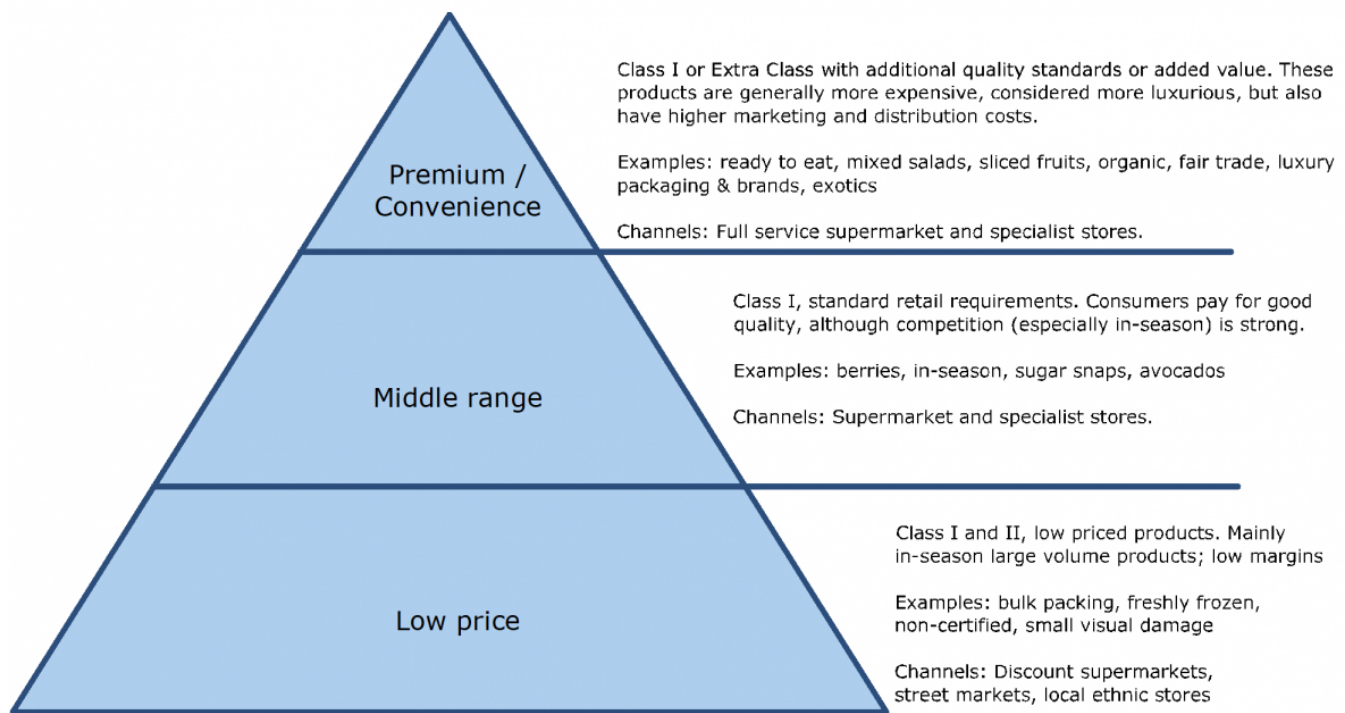 Class I or Extra Class with additional quality standards or added value. These
products are generally more expensive, considered more luxurious, but also
have higher marketing and distribution costs.
Examples: ready to eat, mixed salads, sliced fruits, organic, fair trade, luxury
packaging & brands, exotics
Channels: Full service supermarket and specialist stores.
Premium /
Convenience
Class I, standard retail requirements. Consumers pay for good
quality, although competition (especially in-season) is strong.
Examples: berries, in-season, sugar snaps, avocados
Channels: Supermarket and specialist stores.
Middle range
Class I and II, low priced products. Mainly
in-season large volume products; low margins
Examples: bulk packing, freshly frozen,
non-certified, small visual damage
Channels: Discount supermarkets,
street markets, local ethnic stores
Low price